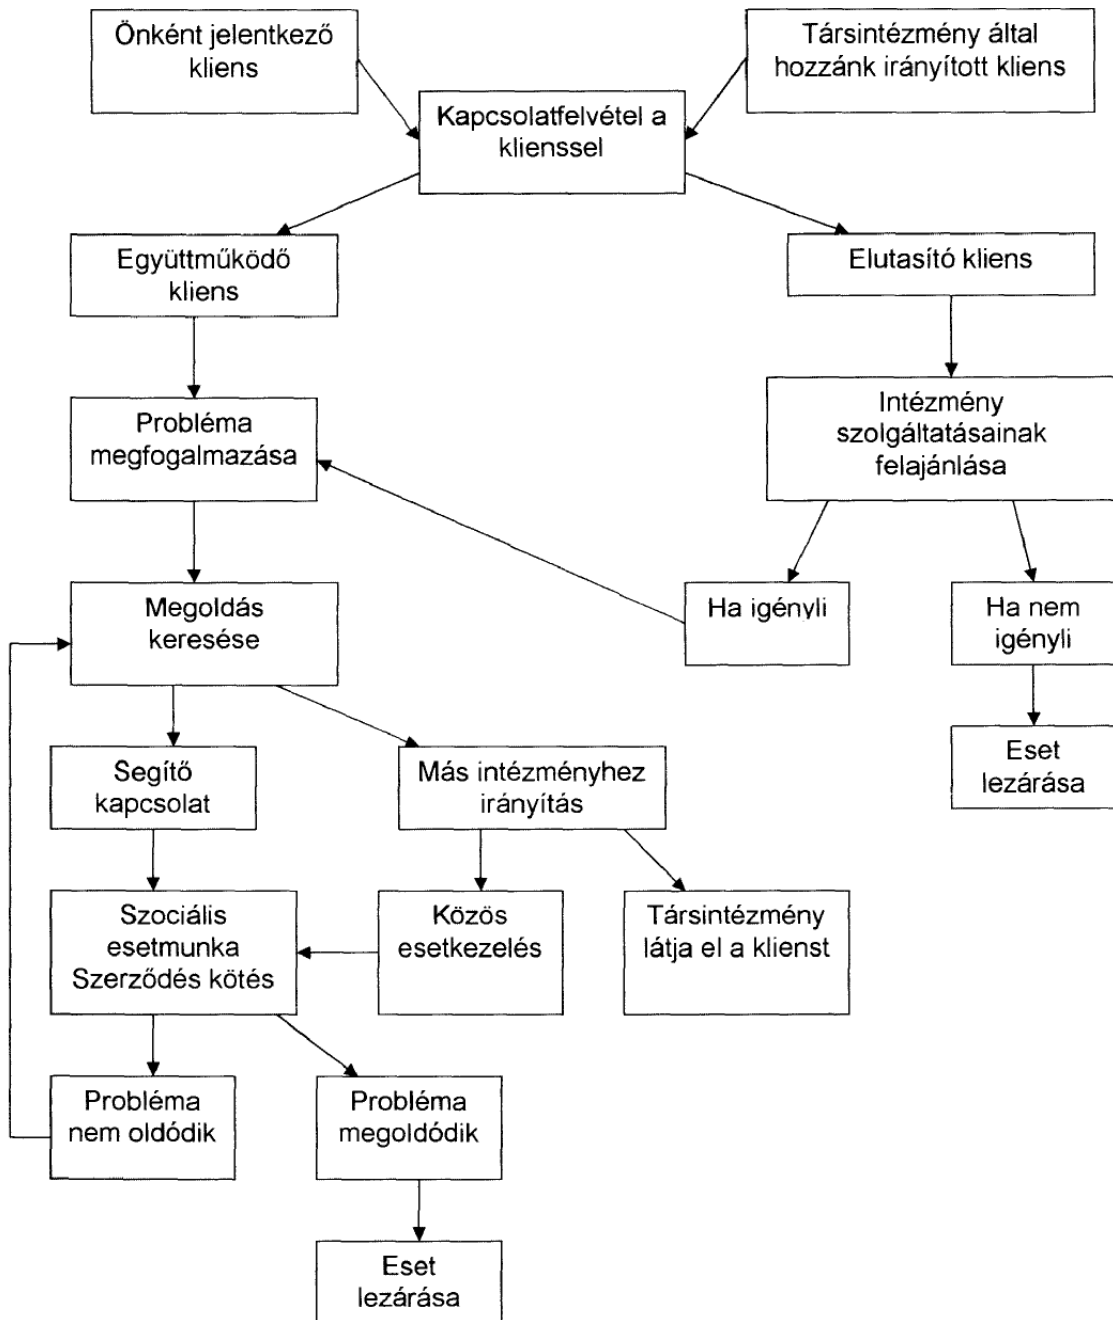 Önként jelentkező
kliens
Társintézmény által
hozzánk irányított kliens
Kapcsolatfelvétel a
klienssel
Együttműködő
kliens
Elutasító kliens
Probléma
megfogalmazása
Intézmény
szolgáltatásainak
felajánlása
Megoldás
keresése
Ha igényli
Ha nem
igényli
Segítő
kapcsolat
Más intézményhez
irányítás
Eset
lezárása
Szociális
esetmunka
Szerződés kötés
Közös
esetkezelés
Társintézmény
látja el a klienst
Probléma
nem oldódik
Probléma
megoldódik
Eset
lezárása